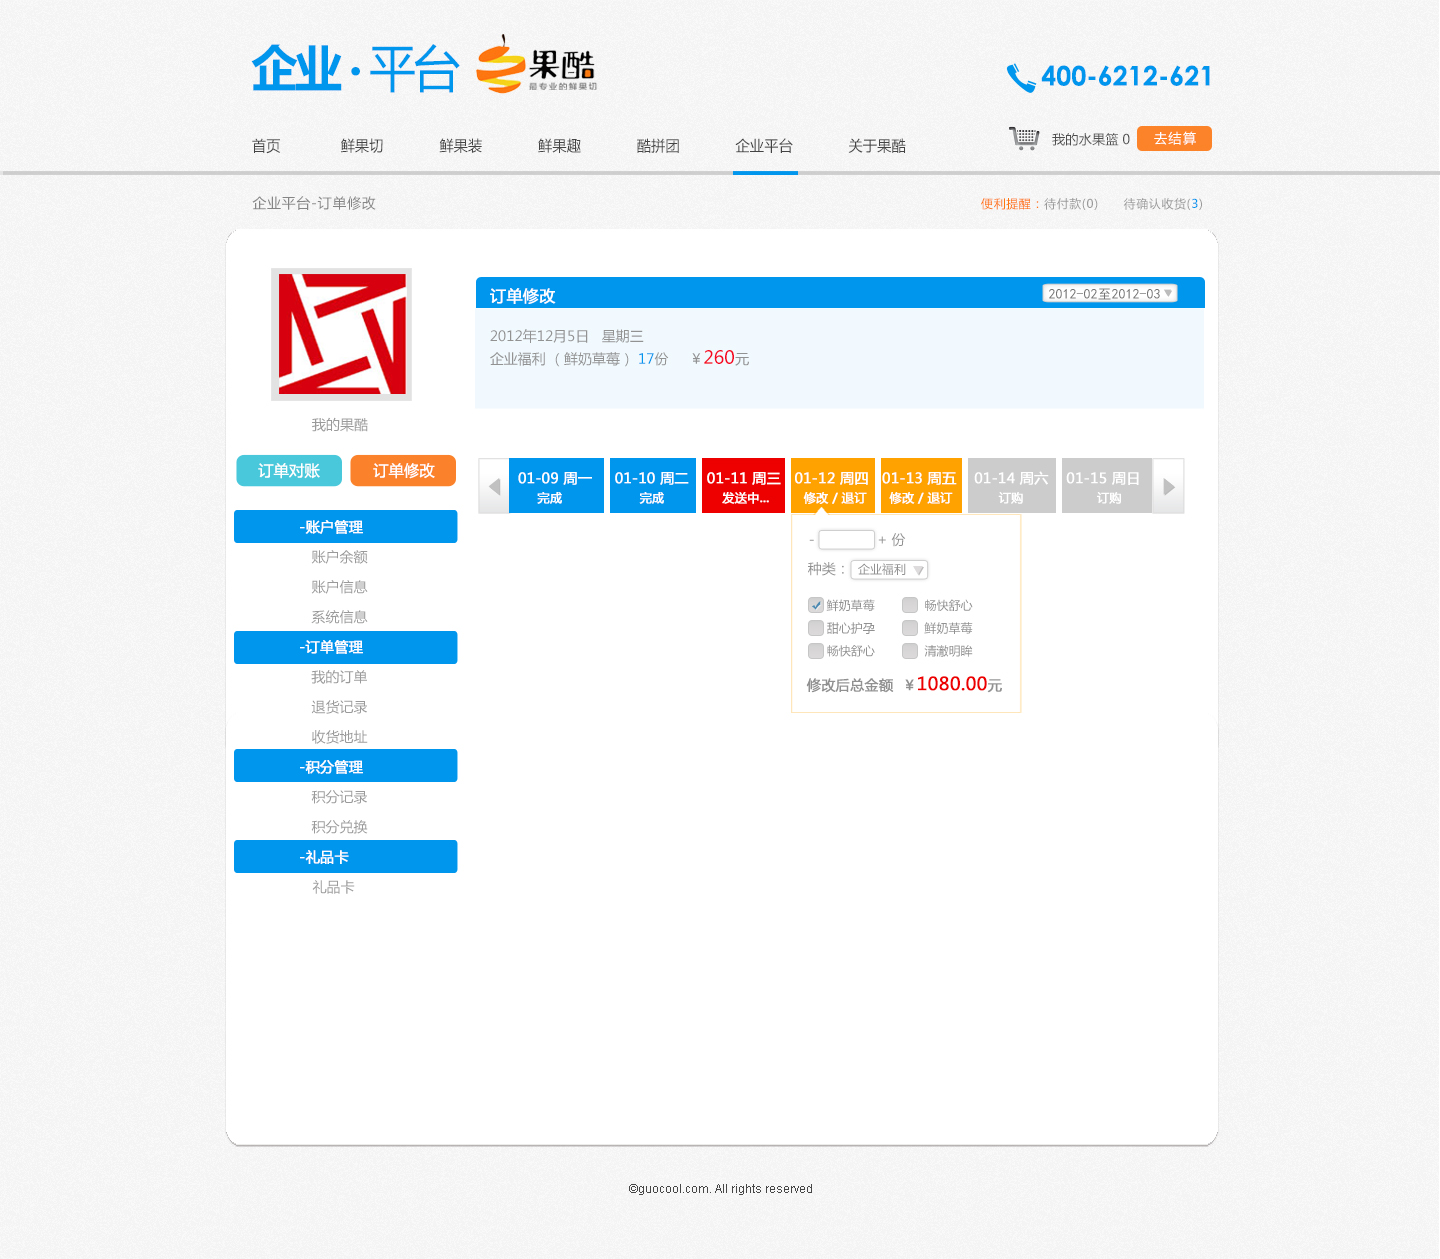 企业·平台 果酷
最专业的鲜果切
400-6212-621
首页 鲜果切 鲜果装 鲜果趣 酷拼团 企业平台 关于果酷
我的水果篮 0 去结算
企业平台-订单修改
便利提醒：待付款(0) 待确认收货(3)
订单修改
2012-02至2012-03
2012年12月5日 星期三
企业福利（鲜奶草莓）17份 ¥260元
我的果酷
订单对账 订单修改
01-09 周一 01-10 周二 01-11 周三 01-12 周四 01-13 周五 01-14 周六 01-15 周日
完成 完成 发送中... 修改 / 退订 修改 / 退订 订购 订购
- + 份
种类：企业福利
鲜奶草莓 畅快舒心
甜心护孕 鲜奶草莓
畅快舒心 清澈明眸
修改后总金额 ¥1080.00元
-账户管理
账户余额
账户信息
系统信息
-订单管理
我的订单
退货记录
收货地址
-积分管理
积分记录
积分兑换
-礼品卡
礼品卡
©guocool.com. All rights reserved